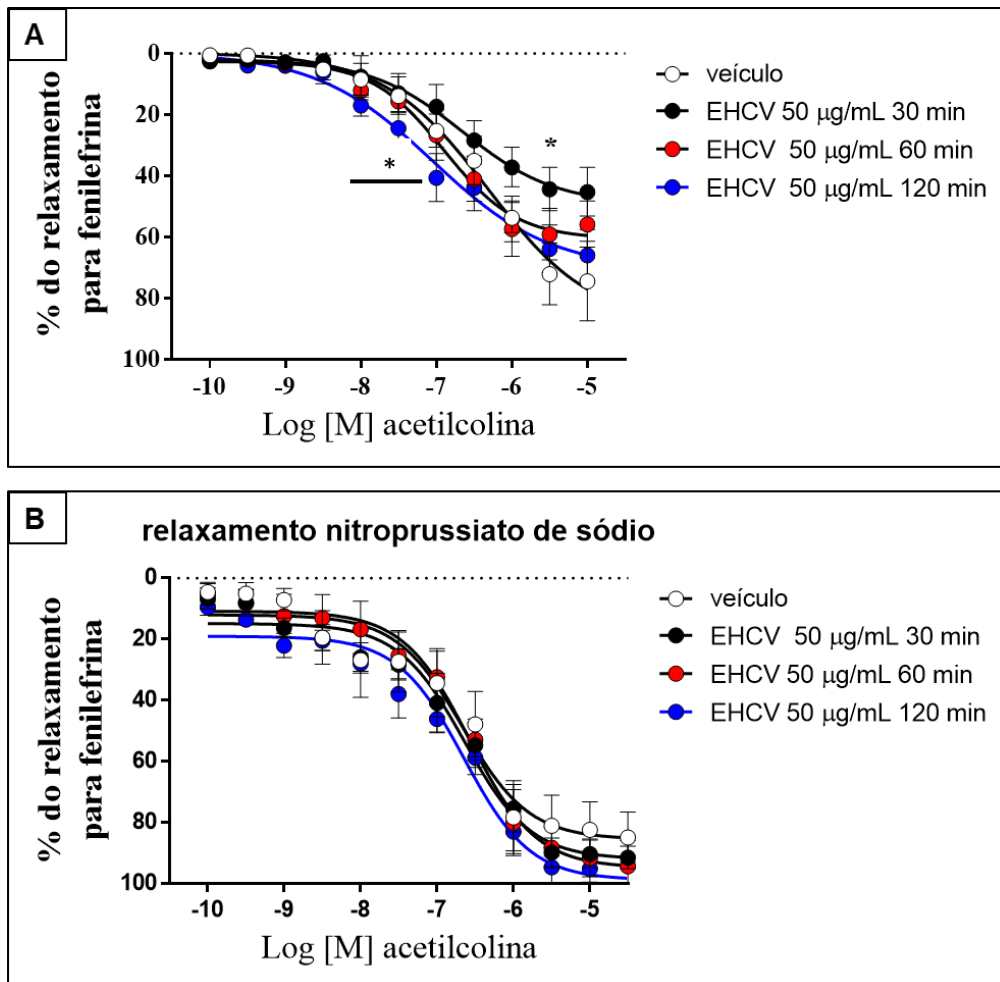 A
0
20
40
60
80
100
% do relaxamento
para fenilefrina
*
*
-10 -9 -8 -7 -6 -5
Log [M] acetilcolina
veículo
EHCV 50 μg/mL 30 min
EHCV 50 μg/mL 60 min
EHCV 50 μg/mL 120 min
B
relaxamento nitroprussiato de sódio
0
20
40
60
80
100
% do relaxamento
para fenilefrina
-10 -9 -8 -7 -6 -5
Log [M] acetilcolina
veículo
EHCV 50 μg/mL 30 min
EHCV 50 μg/mL 60 min
EHCV 50 μg/mL 120 min